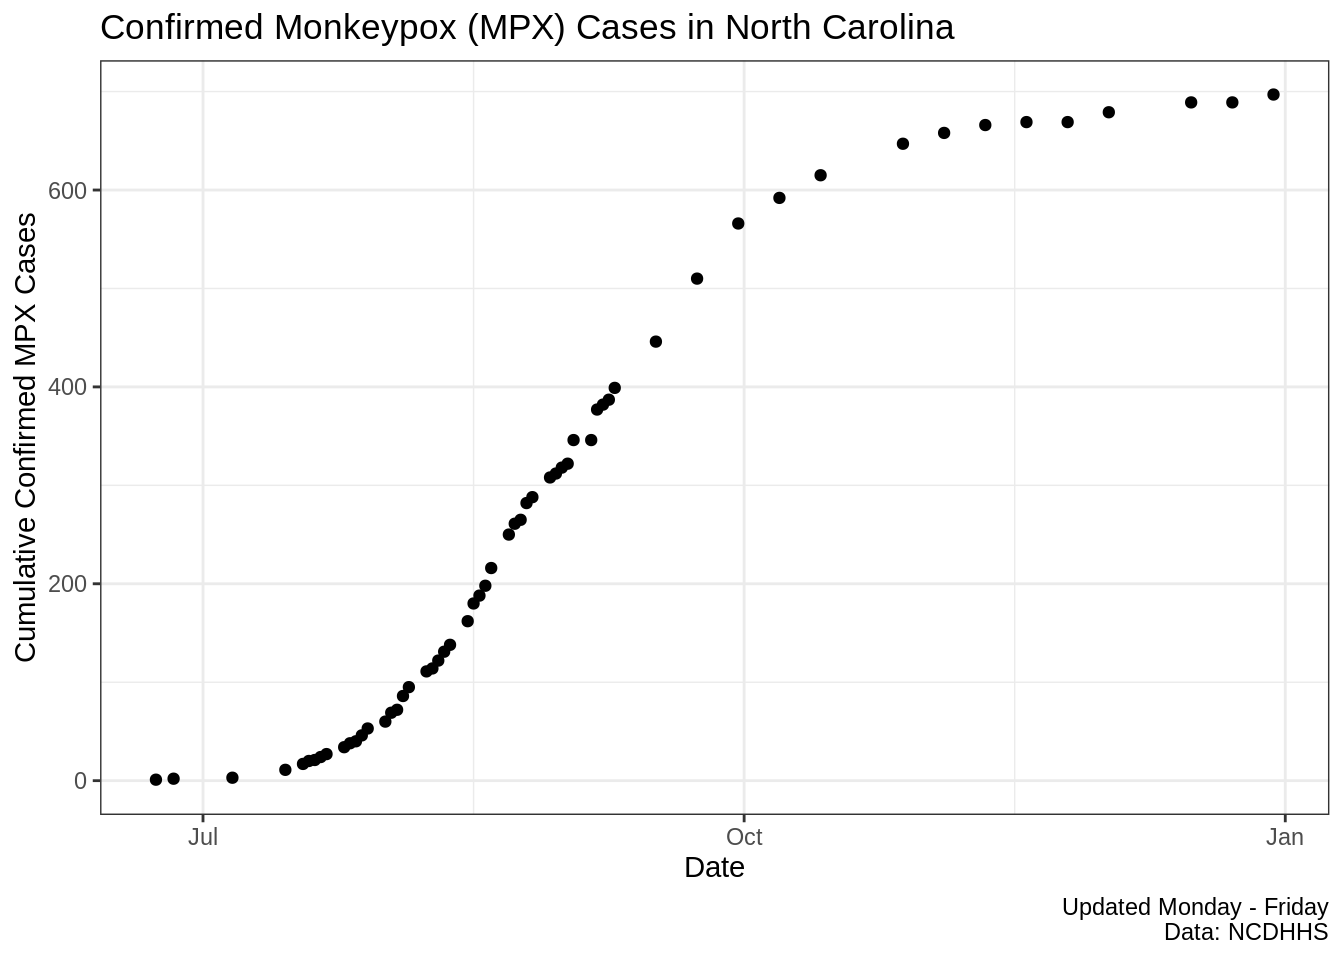 Confirmed Monkeypox (MPX) Cases in North Carolina
Cumulative Confirmed MPX Cases
600
400
200
0
Jul
Oct
Jan
Date
Updated Monday - Friday
Data: NCDHHS